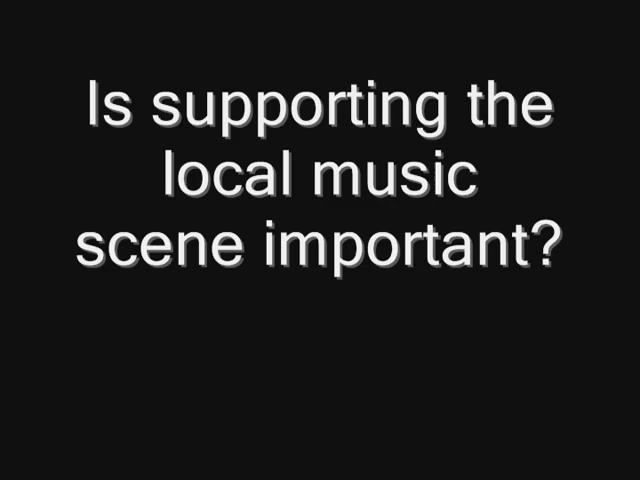 Is supporting the
local music
scene important?